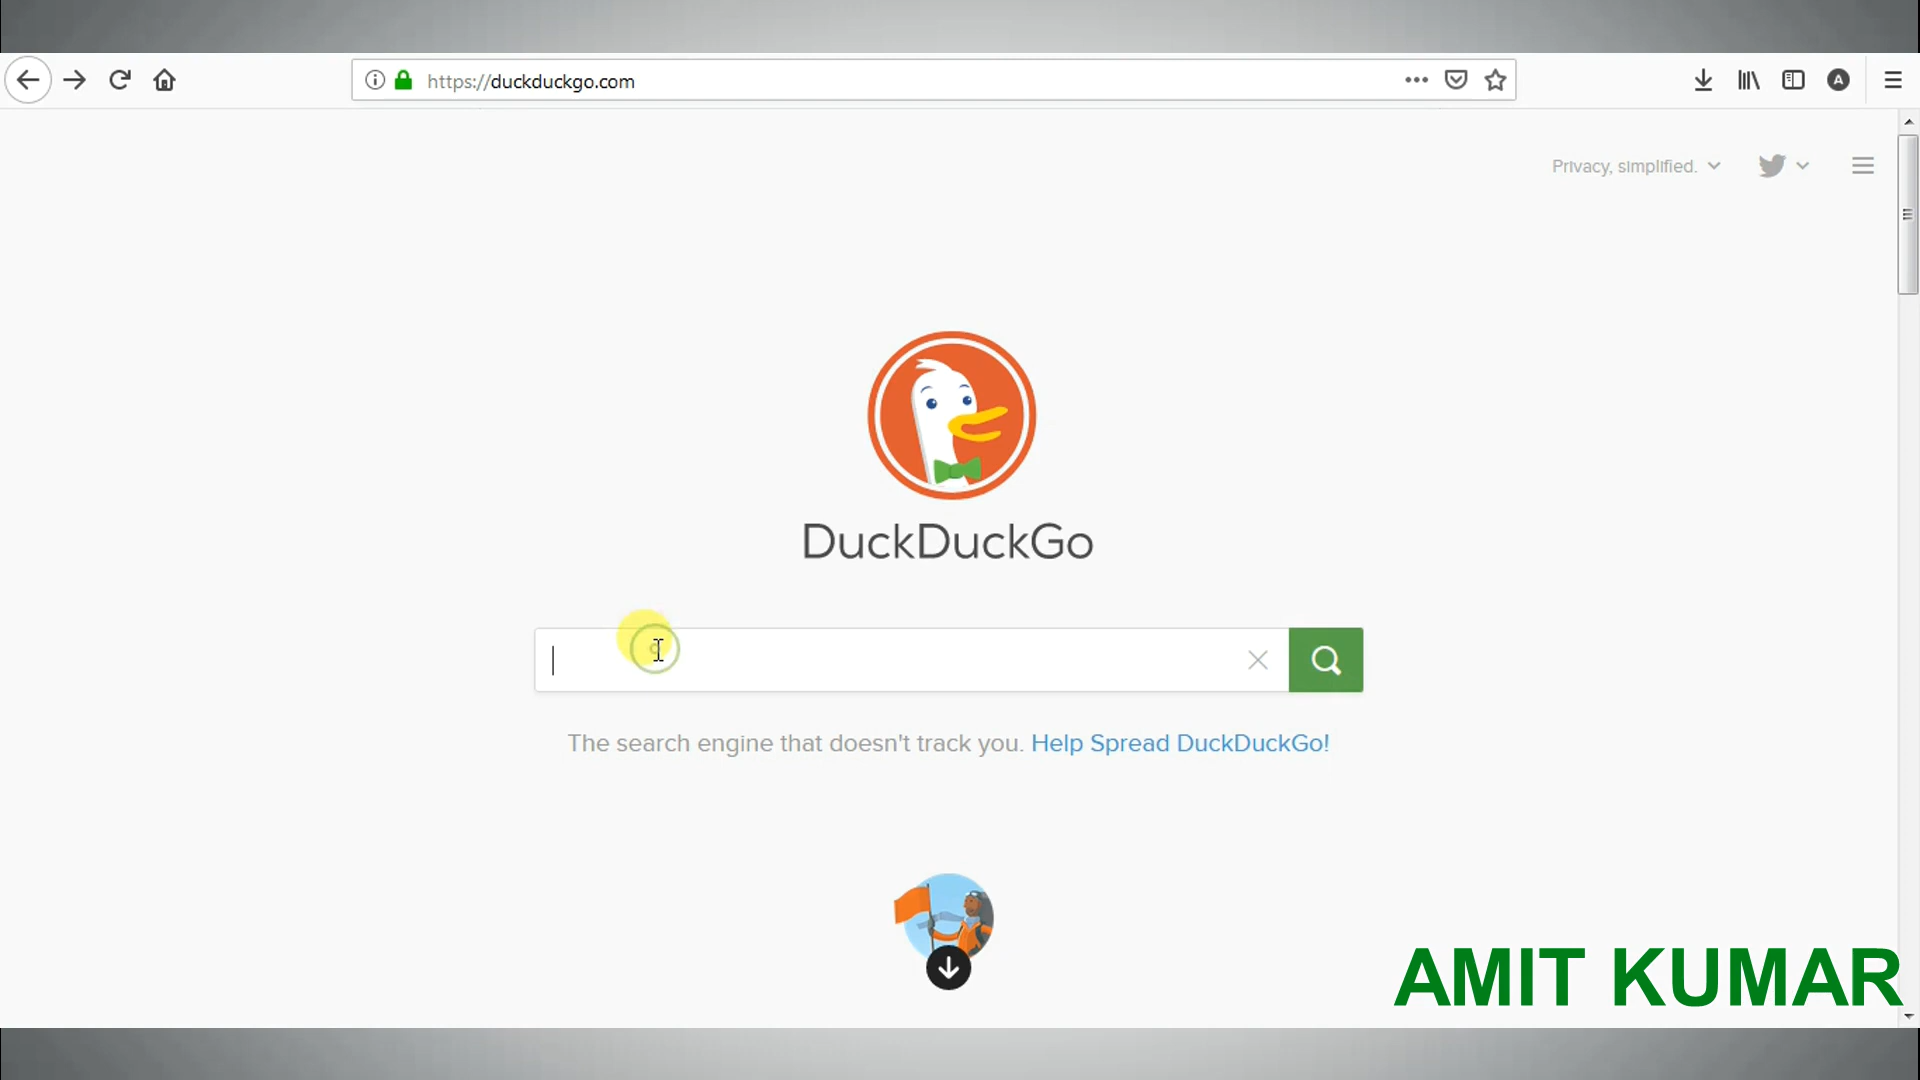 https://duckduckgo.com
A
Privacy, simplified.
DuckDuckGo
The search engine that doesn't track you. Help Spread DuckDuckGo!
AMIT KUMAR